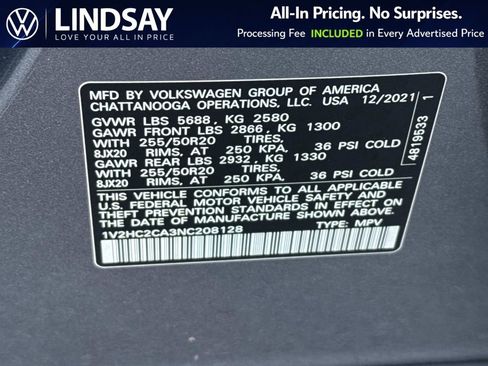 LINDSAY
LOVE YOUR ALL IN PRICE
All-In Pricing. No Surprises.
Processing Fee INCLUDED in Every Advertised Price
MFD BY VOLKSWAGEN GROUP OF AMERICA
CHATTANOOGA OPERATIONS, LLC. USA 12/2021
GVWR LBS 5688, KG 2580
GAWR FRONT LBS 2866, KG 1300
WITH 255/50R20 TIRES,
8JX20 RIMS, AT 250 KPA. 36 PSI COLD
GAWR REAR LBS 2932, KG 1330
WITH 255/50R20 TIRES,
8JX20 RIMS, AT 250 KPA. 36 PSI COLD
THIS VEHICLE CONFORMS TO ALL APPLICABLE
U.S. FEDERAL MOTOR VEHICLE SAFETY AND
THEFT PREVENTION STANDARDS IN EFFECT ON
THE DATE OF MANUFACTURE SHOWN ABOVE.
1V2HC2CA3NC208128 TYPE: MPV
4819533 1